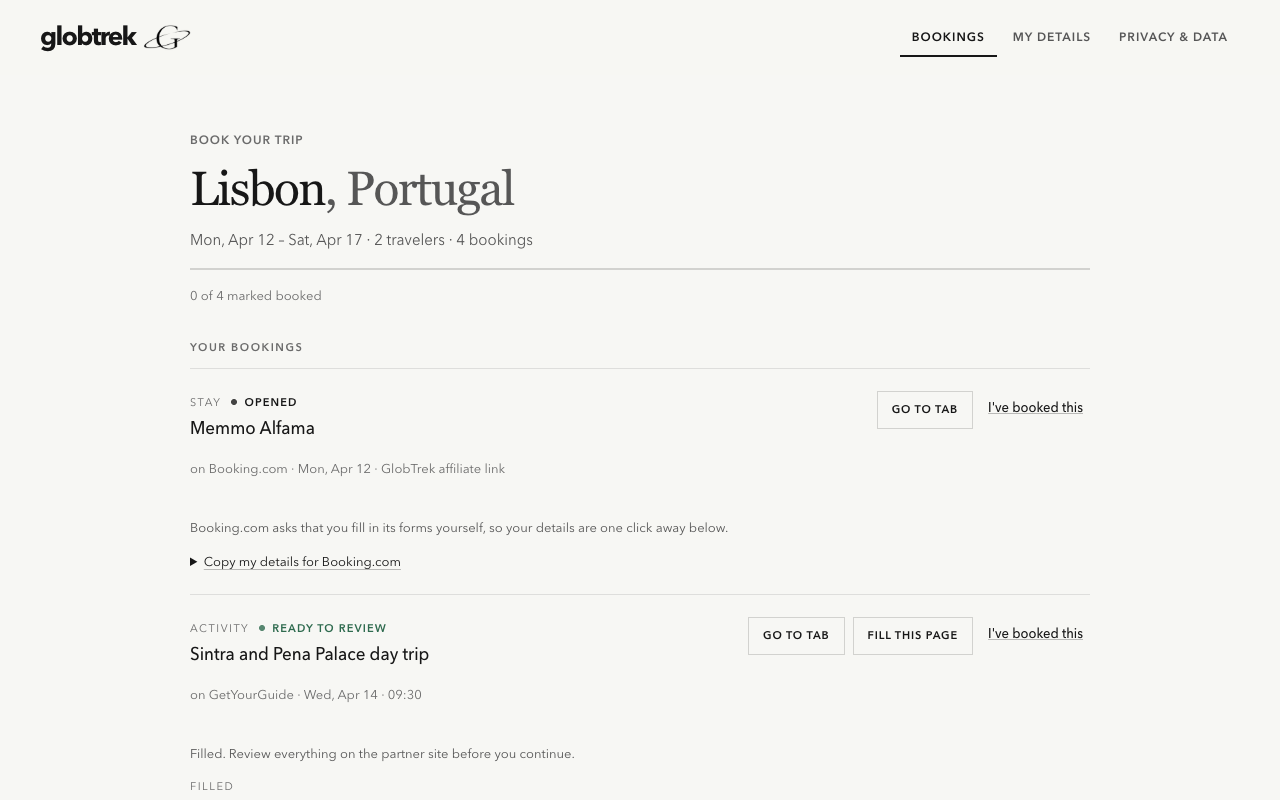 globtrek G
BOOKINGS
MY DETAILS
PRIVACY & DATA
BOOK YOUR TRIP
Lisbon, Portugal
Mon, Apr 12 – Sat, Apr 17 · 2 travelers · 4 bookings
0 of 4 marked booked
YOUR BOOKINGS
STAY • OPENED
GO TO TAB
I've booked this
Memmo Alfama
on Booking.com · Mon, Apr 12 · GlobTrek affiliate link
Booking.com asks that you fill in its forms yourself, so your details are one click away below.
Copy my details for Booking.com
ACTIVITY • READY TO REVIEW
GO TO TAB
FILL THIS PAGE
I've booked this
Sintra and Pena Palace day trip
on GetYourGuide · Wed, Apr 14 · 09:30
Filled. Review everything on the partner site before you continue.
FILLED